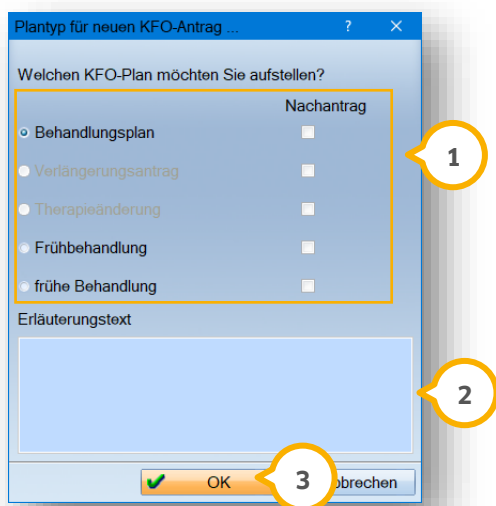 Plantyp für neuen KFO-Antrag ... ? ×
Welchen KFO-Plan möchten Sie aufstellen?
Nachantrag
Behandlungsplan
1
Verlängerungsantrag
Therapieänderung
Frühbehandlung
frühe Behandlung
Erläuterungstext
2
OK
3
bbrechen